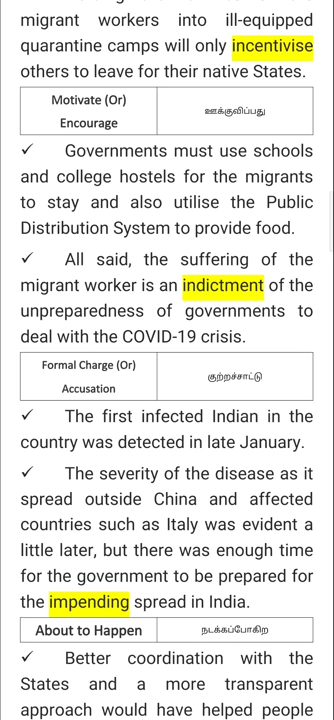 migrant workers into ill-equipped
quarantine camps will only incentivise
others to leave for their native States.
Motivate (Or)
Encourage
ஊக்குவிப்பது
✓ Governments must use schools
and college hostels for the migrants
to stay and also utilise the Public
Distribution System to provide food.
✓ All said, the suffering of the
migrant worker is an indictment of the
unpreparedness of governments to
deal with the COVID-19 crisis.
Formal Charge (Or)
Accusation
குற்றச்சாட்டு
✓ The first infected Indian in the
country was detected in late January.
✓ The severity of the disease as it
spread outside China and affected
countries such as Italy was evident a
little later, but there was enough time
for the government to be prepared for
the impending spread in India.
About to Happen
நடக்கப்போகிற
✓ Better coordination with the
States and a more transparent
approach would have helped people